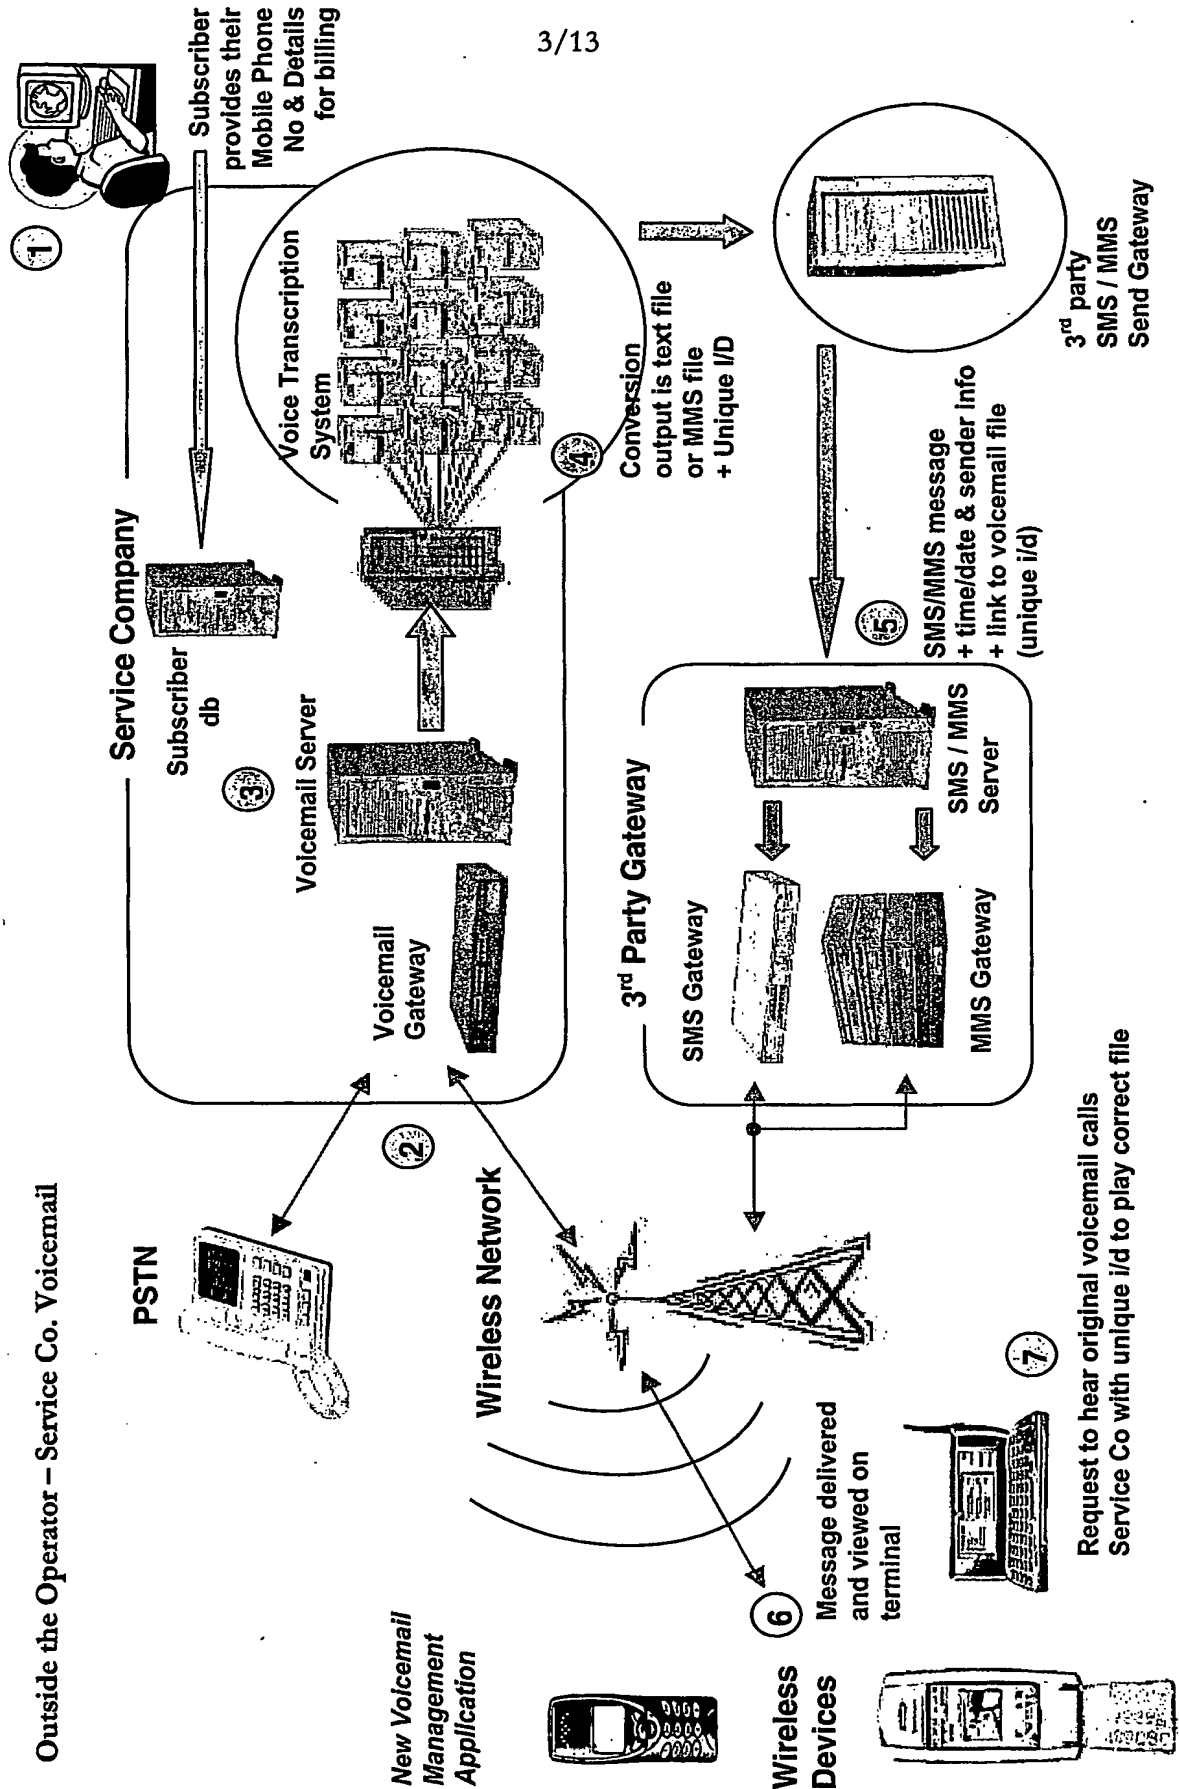 3/13
Outside the Operator – Service Co. Voicemail
1
Subscriber
provides their
Mobile Phone
No & Details
for billing
Service Company
Subscriber
db
3
Voicemail Server
Voicemail
Gateway
Voice Transcription
System
4
Conversion
output is text file
or MMS file
+ Unique I/D
3rd party
SMS / MMS
Send Gateway
5
SMS/MMS message
+ time/date & sender info
+ link to voicemail file
(unique i/d)
3rd Party Gateway
SMS Gateway
MMS Gateway
SMS / MMS
Server
PSTN
2
Wireless Network
New Voicemail
Management
Application
6
Message delivered
and viewed on
terminal
Wireless
Devices
7
Request to hear original voicemail calls
Service Co with unique i/d to play correct file